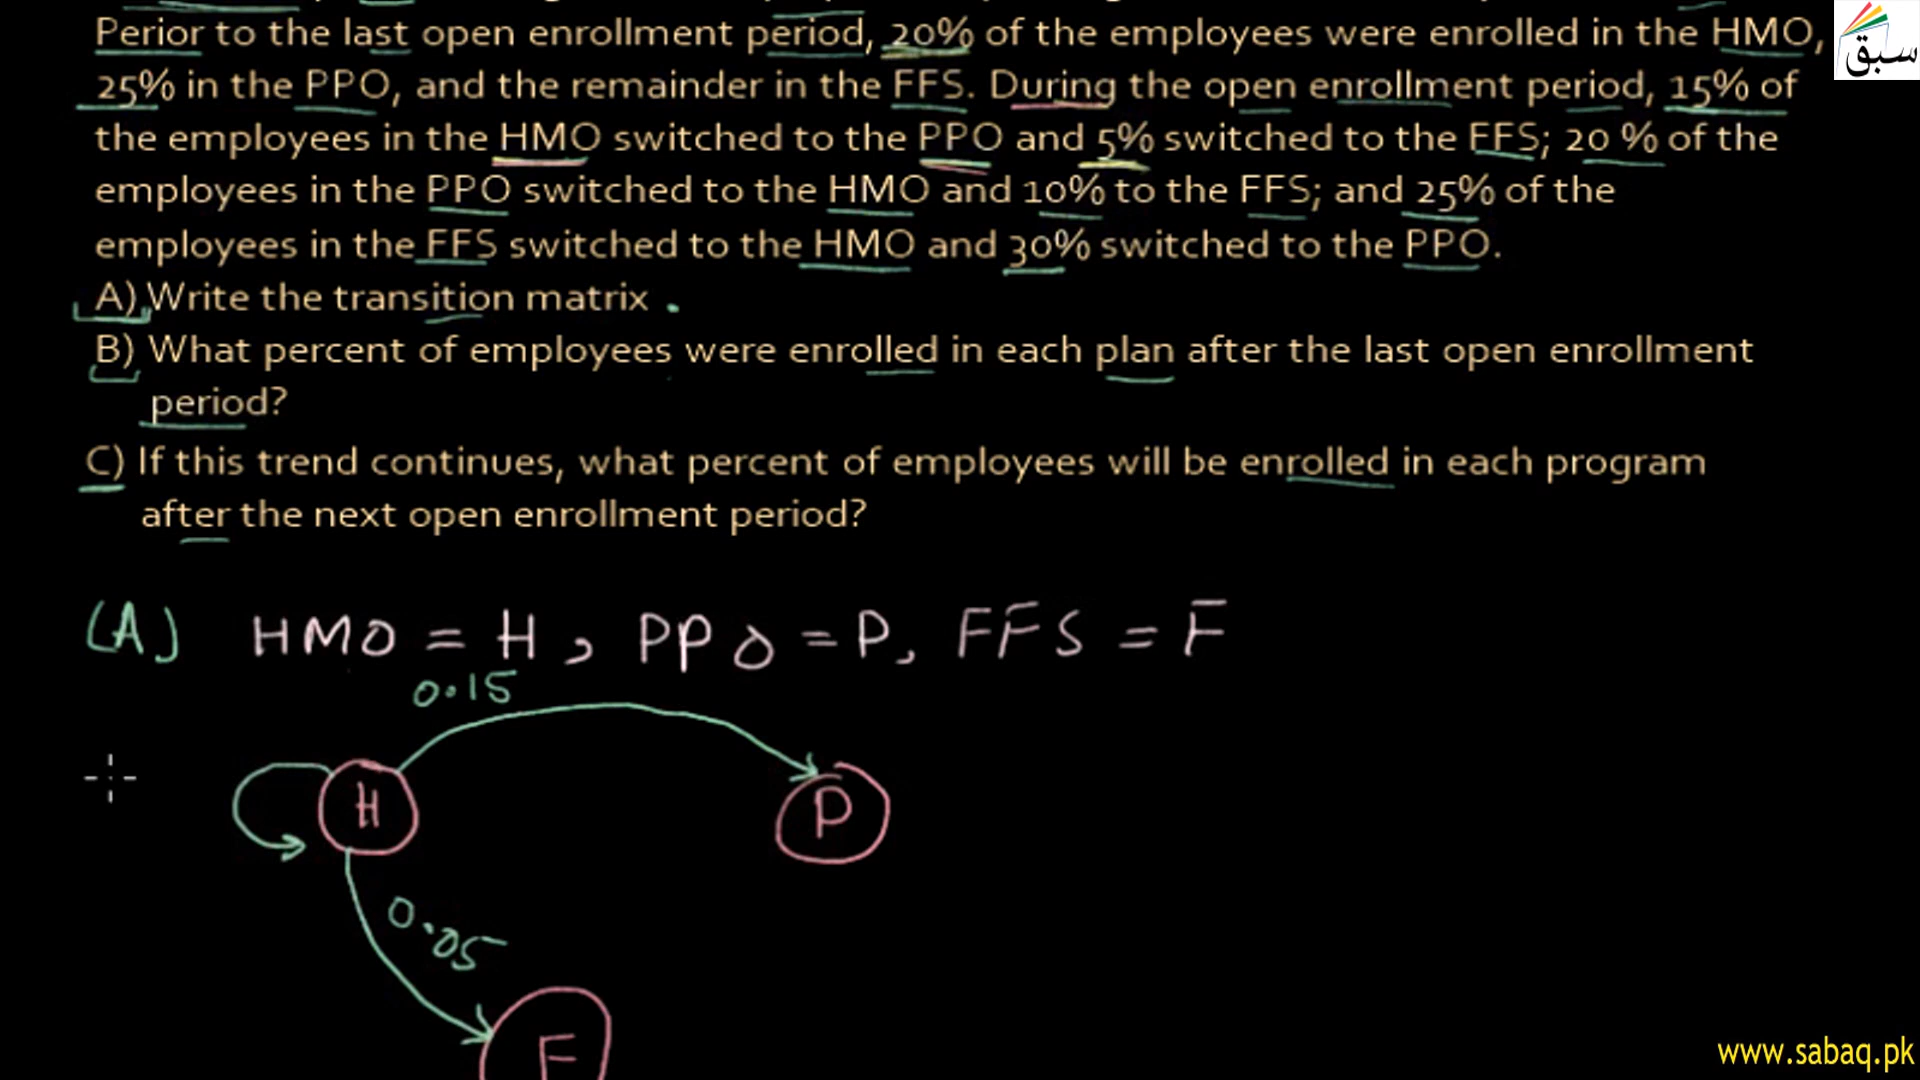 Perior to the last open enrollment period, 20% of the employees were enrolled in the HMO,
25% in the PPO, and the remainder in the FFS. During the open enrollment period, 15% of
the employees in the HMO switched to the PPO and 5% switched to the FFS; 20 % of the
employees in the PPO switched to the HMO and 10% to the FFS; and 25% of the
employees in the FFS switched to the HMO and 30% switched to the PPO.
A) Write the transition matrix .
B) What percent of employees were enrolled in each plan after the last open enrollment
period?
C) If this trend continues, what percent of employees will be enrolled in each program
after the next open enrollment period?
(A) HMO = H, PPO = P, FFS = F
0.15
H
P
0.05
F
سبق
www.sabaq.pk